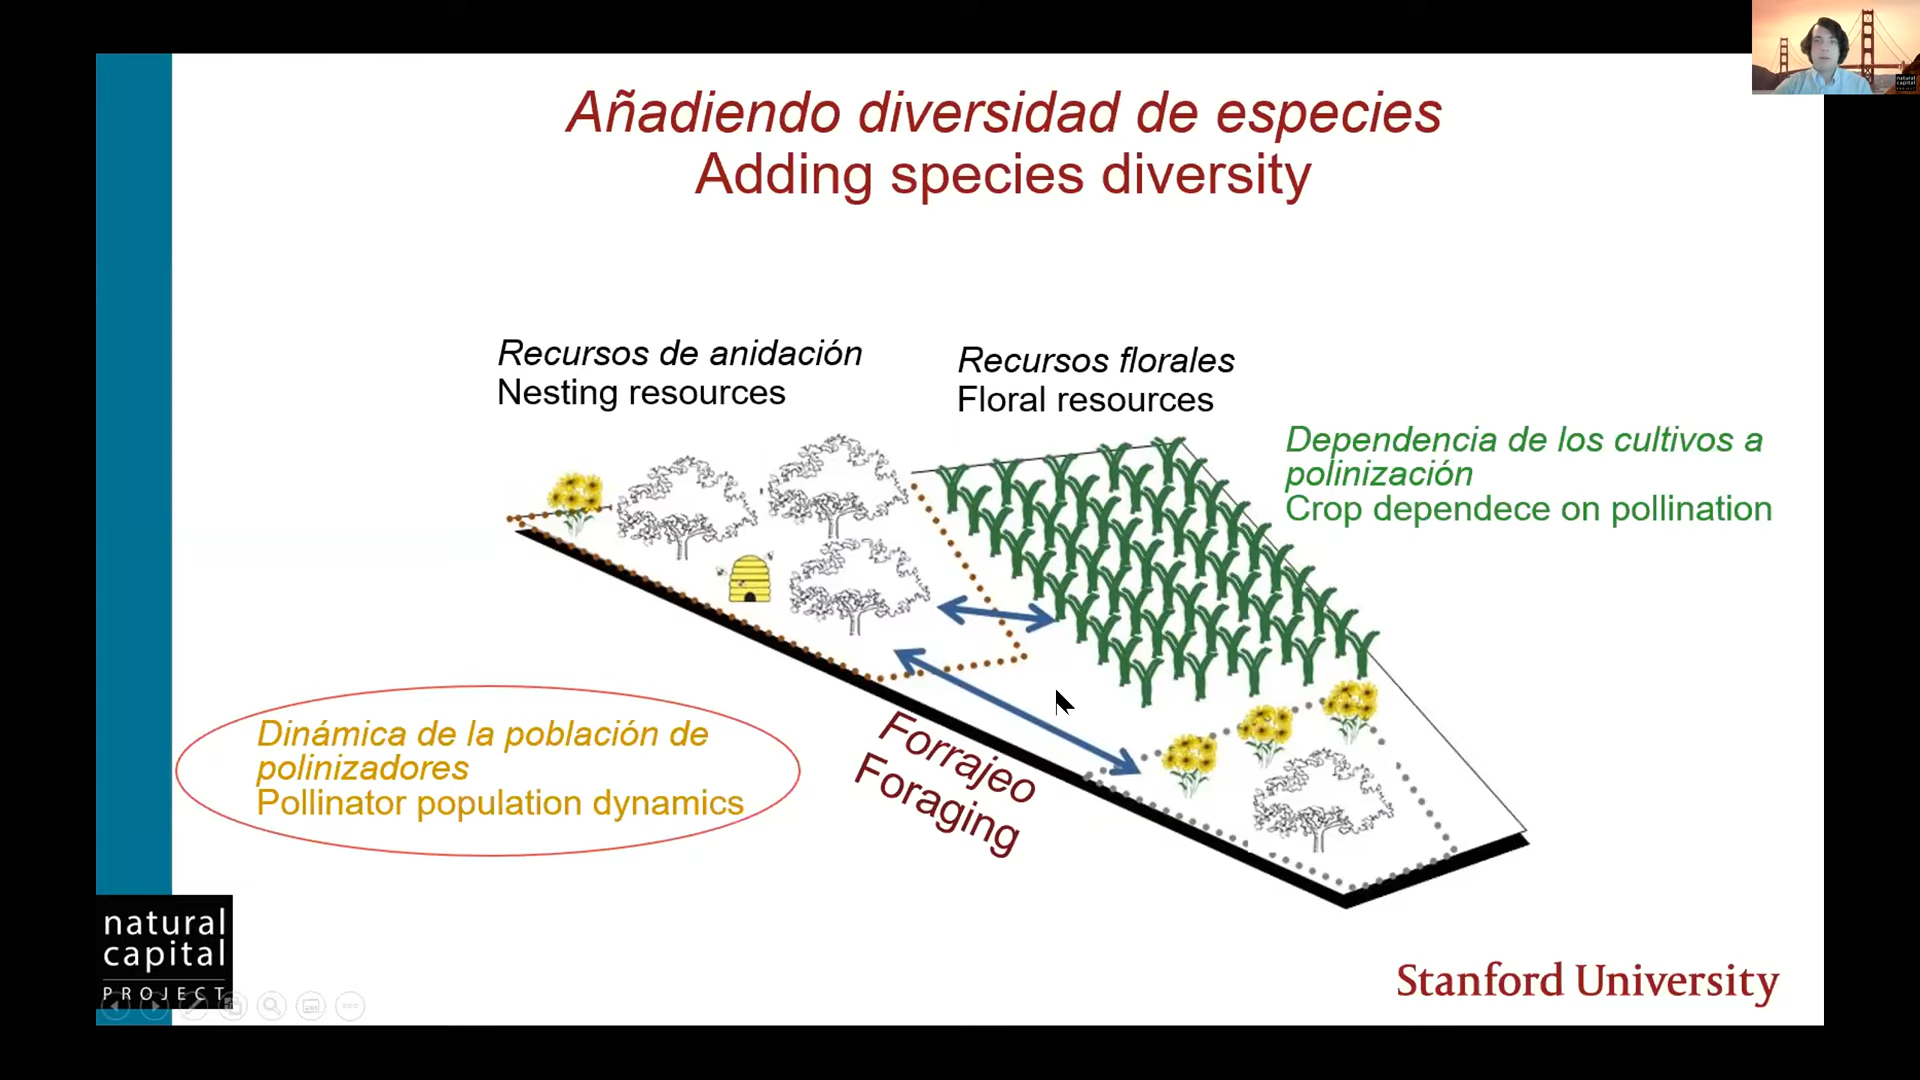 Añadiendo diversidad de especies
Adding species diversity
Recursos de anidación
Nesting resources
Recursos florales
Floral resources
Dependencia de los cultivos a
polinización
Crop dependece on pollination
Dinámica de la población de
polinizadores
Pollinator population dynamics
Forrajeo
Foraging
natural
capital
PROJECT
Stanford University
natural
capital